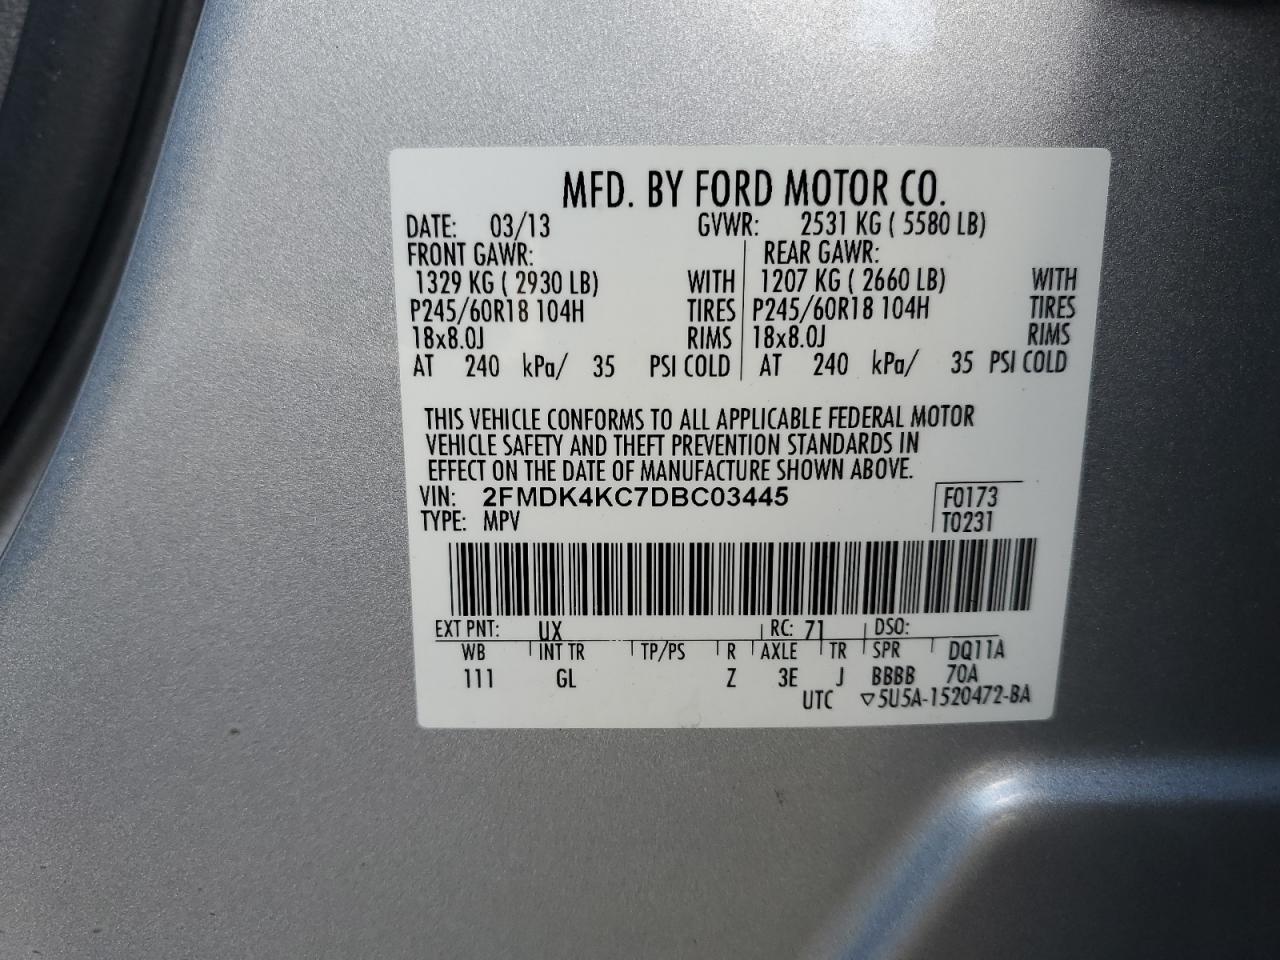 MFD. BY FORD MOTOR CO.
DATE: 03/13 GVWR: 2531 KG ( 5580 LB)
FRONT GAWR: REAR GAWR:
1329 KG ( 2930 LB) WITH 1207 KG ( 2660 LB) WITH
P245/60R18 104H TIRES P245/60R18 104H TIRES
18x8.0J RIMS 18x8.0J RIMS
AT 240 kPa/ 35 PSI COLD AT 240 kPa/ 35 PSI COLD
THIS VEHICLE CONFORMS TO ALL APPLICABLE FEDERAL MOTOR
VEHICLE SAFETY AND THEFT PREVENTION STANDARDS IN
EFFECT ON THE DATE OF MANUFACTURE SHOWN ABOVE.
VIN: 2FMDK4KC7DBC03445 F0173
TYPE: MPV T0231
EXT PNT: UX RC: 71 DSO:
WB INT TR TP/PS R AXLE TR SPR DQ11A
111 GL Z 3E J BBBB 70A
UTC ▽5U5A-1520472-BA